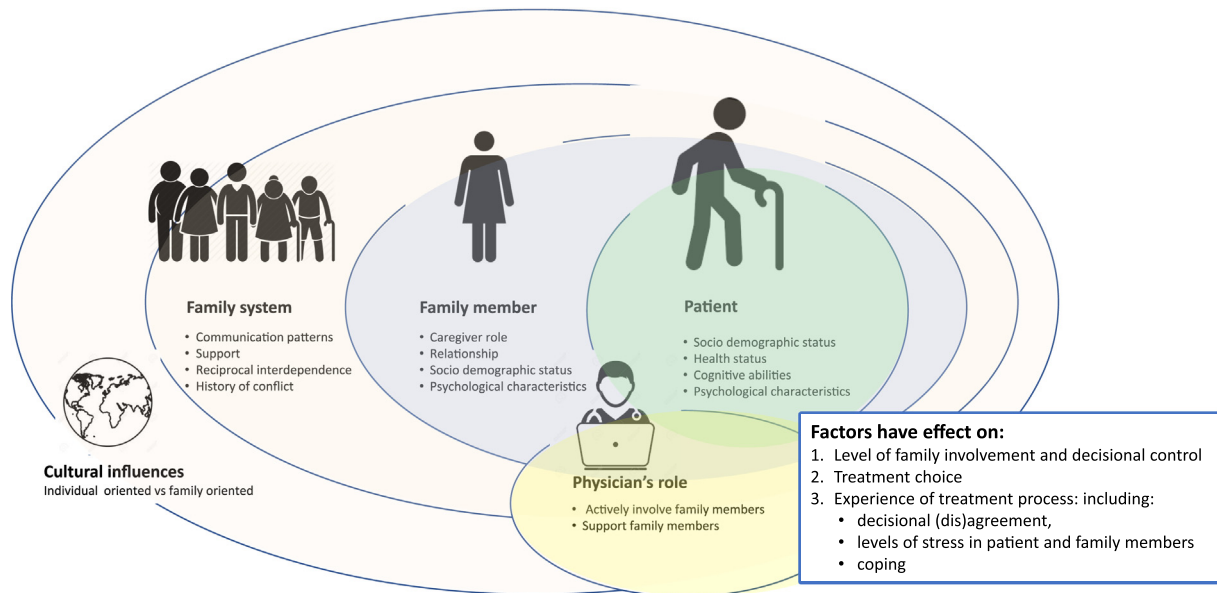 Family system
• Communication patterns
• Support
• Reciprocal interdependence
• History of conflict
Family member
• Caregiver role
• Relationship
• Socio demographic status
• Psychological characteristics
Patient
• Socio demographic status
• Health status
• Cognitive abilities
• Psychological characteristics
Cultural influences
Individual oriented vs family oriented
Physician's role
• Actively involve family members
• Support family members
Factors have effect on:
1. Level of family involvement and decisional control
2. Treatment choice
3. Experience of treatment process: including:
• decisional (dis)agreement,
• levels of stress in patient and family members
• coping